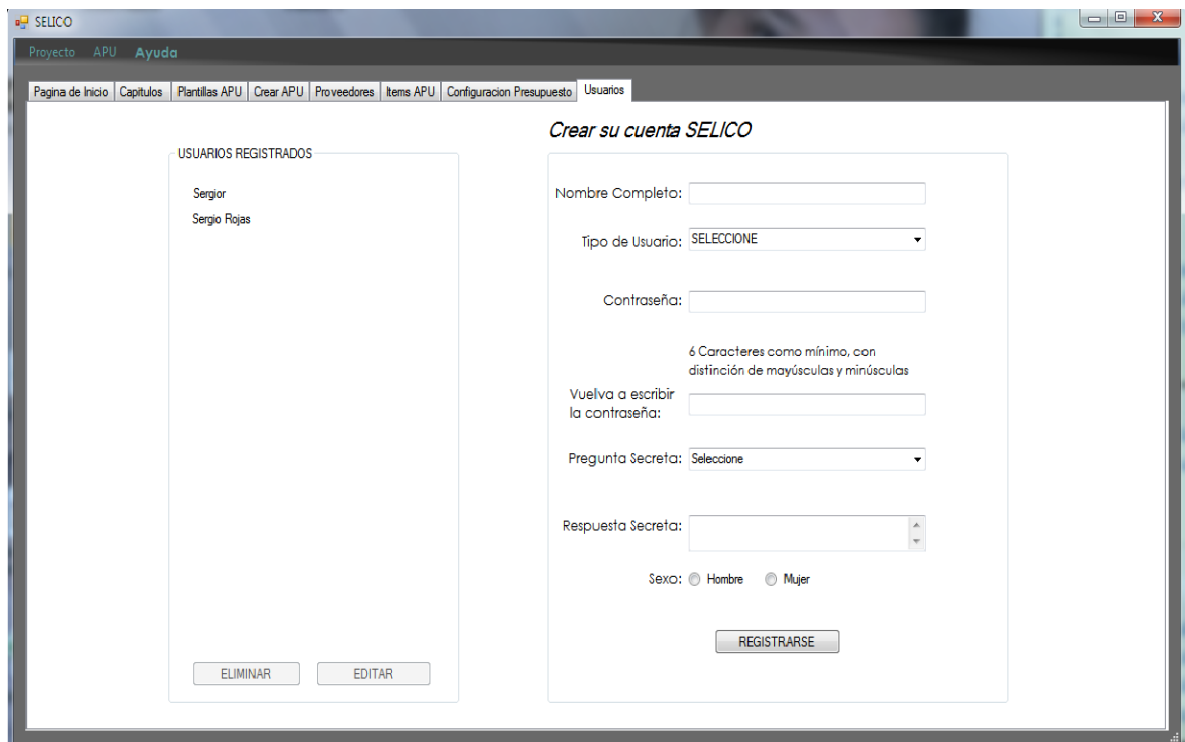 SELICO
Proyecto APU Ayuda
Pagina de Inicio Capitulos Plantillas APU Crear APU Proveedores Items APU Configuracion Presupuesto Usuarios
USUARIOS REGISTRADOS
Sergior
Sergio Rojas
ELIMINAR EDITAR
Crear su cuenta SELICO
Nombre Completo:
Tipo de Usuario: SELECCIONE
Contraseña:
6 Caracteres como mínimo, con
distinción de mayúsculas y minúsculas
Vuelva a escribir
la contraseña:
Pregunta Secreta: Seleccione
Respuesta Secreta:
Sexo: Hombre Mujer
REGISTRARSE